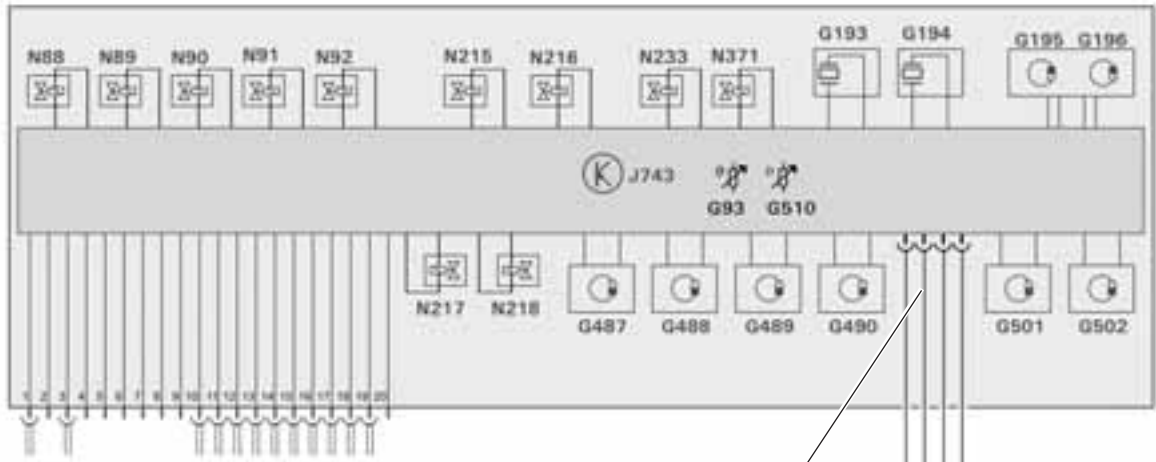 N88 N89 N90 N91 N92 N215 N216 N233 N371 G193 G194 G195 G196
K J743
G93 G510
N217 N218 G487 G488 G489 G490 G501 G502
1 2 3 4 5 6 7 8 9 10 11 12 13 14 15 16 17 18 19 20